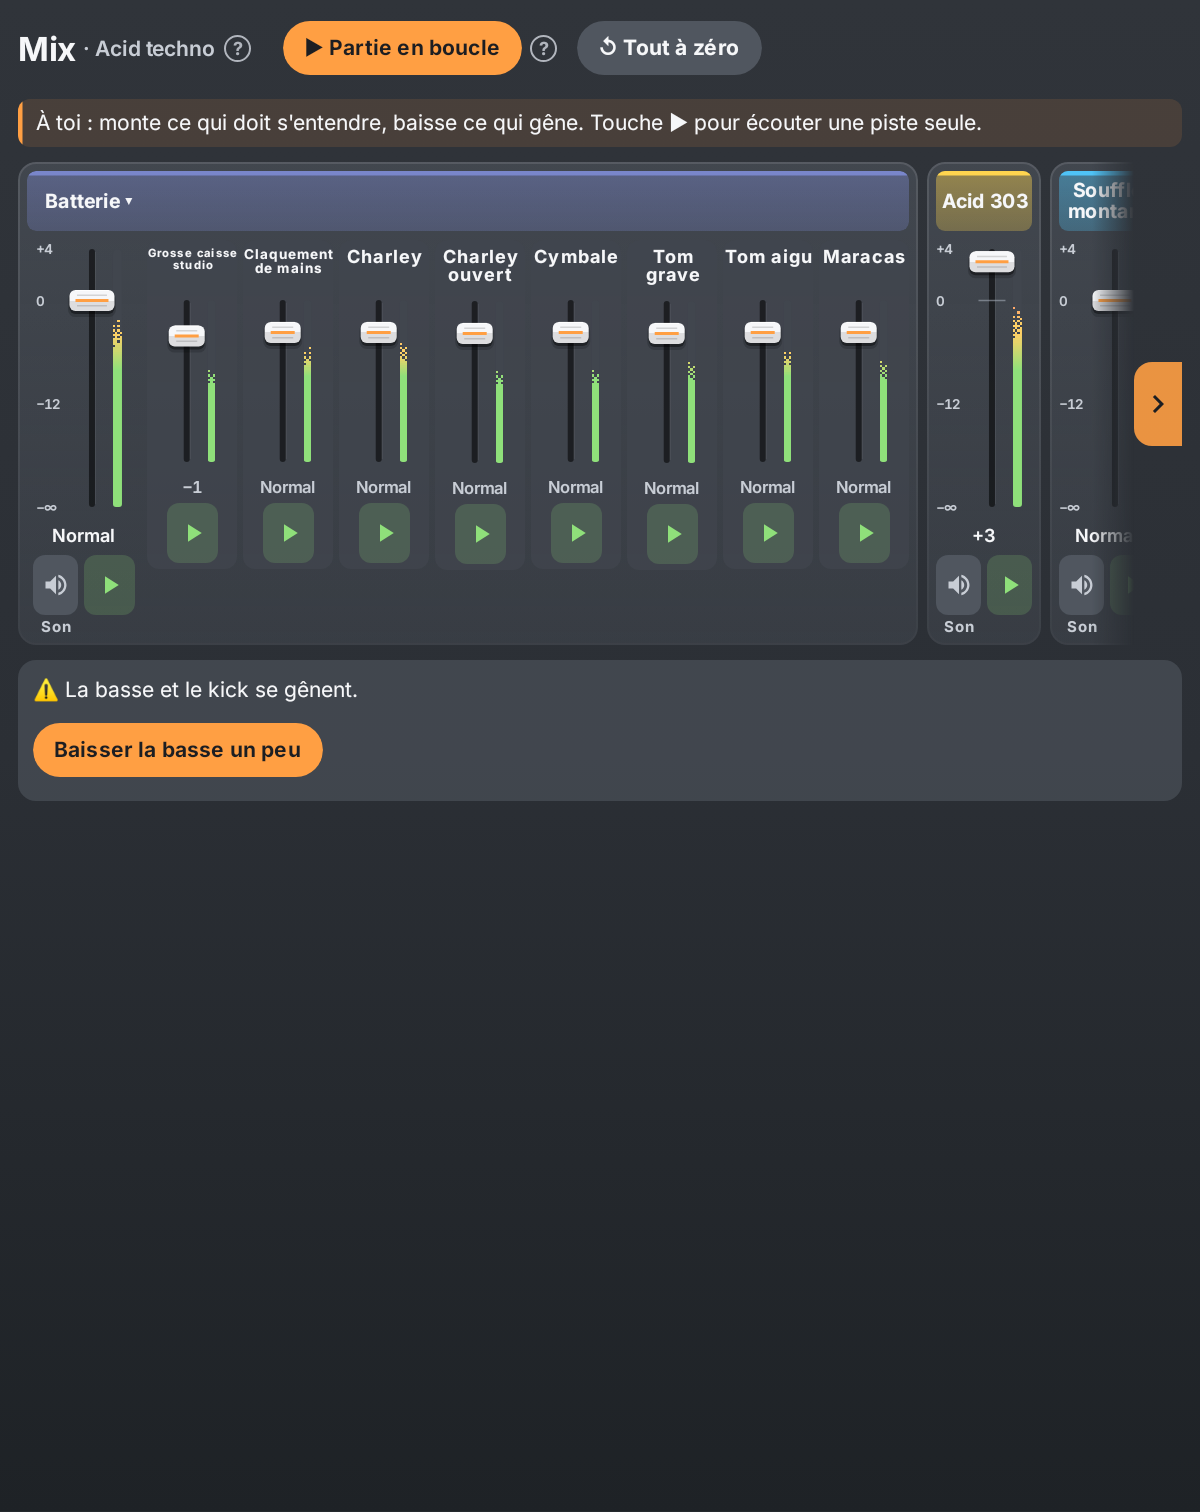 Mix · Acid techno ? ▶ Partie en boucle ? ↺ Tout à zéro
À toi : monte ce qui doit s'entendre, baisse ce qui gêne. Touche ▶ pour écouter une piste seule.
Batterie ▾
+4
0
−12
−∞
Normal
Son
Grosse caisse
studio
−1
Claquement
de mains
Normal
Charley
Normal
Charley
ouvert
Normal
Cymbale
Normal
Tom
grave
Normal
Tom aigu
Normal
Maracas
Normal
Acid 303
+4
0
−12
−∞
+3
Son
+4
0
−12
−∞
Son
⚠️ La basse et le kick se gênent.
Baisser la basse un peu